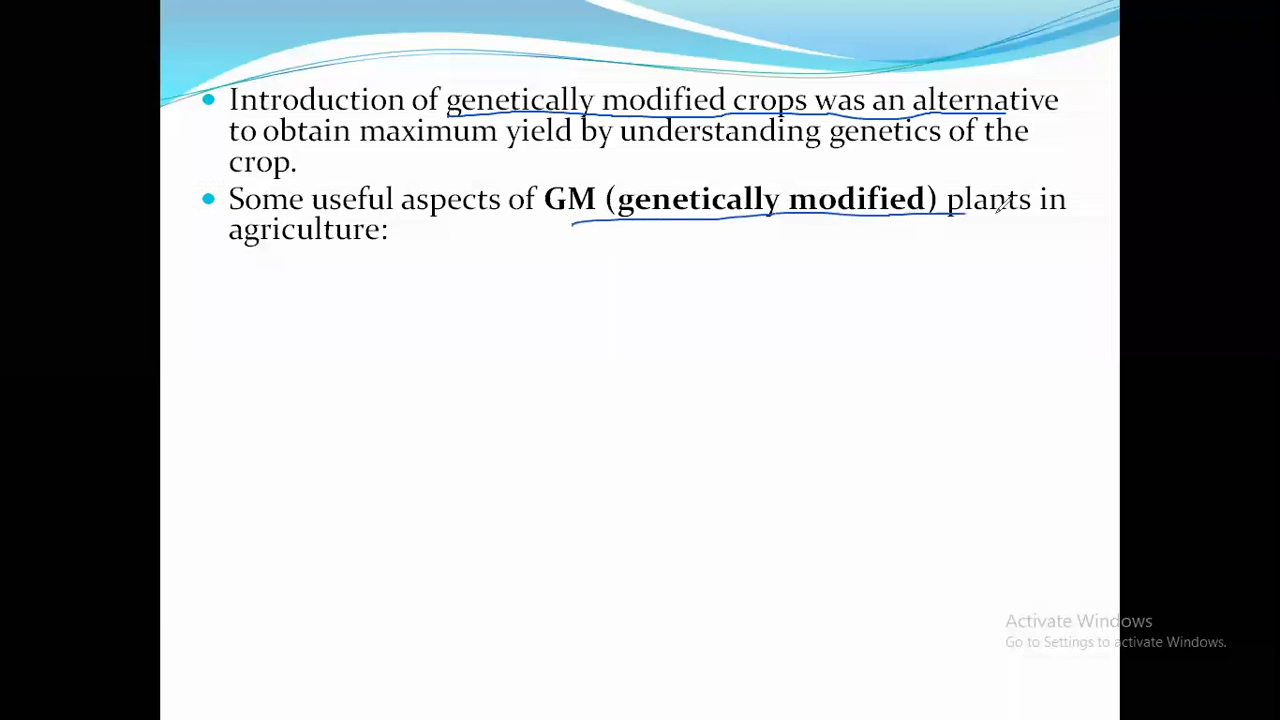 Introduction of genetically modified crops was an alternative
to obtain maximum yield by understanding genetics of the
crop.
Some useful aspects of GM (genetically modified) plants in
agriculture:
Activate Windows
Go to Settings to activate Windows.